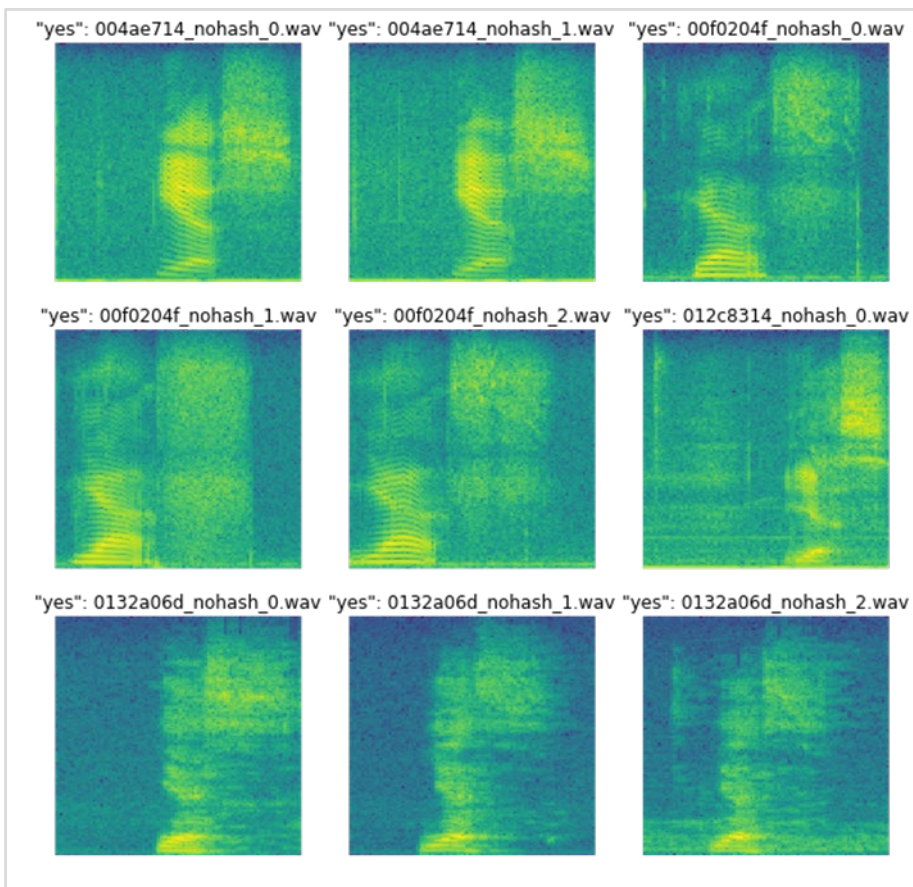 "yes": 004ae714_nohash_0.wav
"yes": 004ae714_nohash_1.wav
"yes": 00f0204f_nohash_0.wav
"yes": 00f0204f_nohash_1.wav
"yes": 00f0204f_nohash_2.wav
"yes": 012c8314_nohash_0.wav
"yes": 0132a06d_nohash_0.wav
"yes": 0132a06d_nohash_1.wav
"yes": 0132a06d_nohash_2.wav